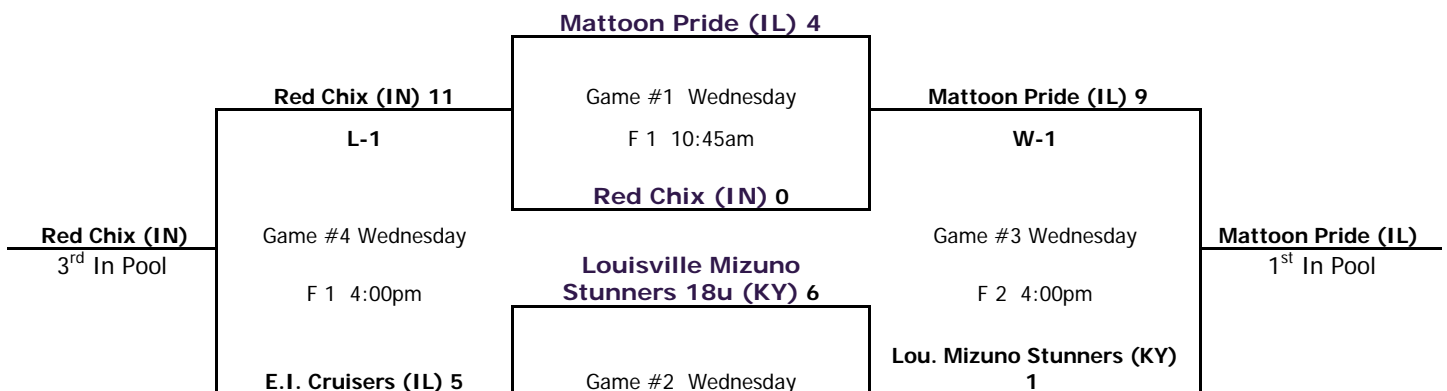 Mattoon Pride (IL) 4
Red Chix (IN) 11
Game #1 Wednesday
Mattoon Pride (IL) 9
L-1
F 1 10:45am
W-1
Red Chix (IN) 0
Red Chix (IN)
Game #4 Wednesday
Game #3 Wednesday
Mattoon Pride (IL)
3rd In Pool
Louisville Mizuno
Stunners 18u (KY) 6
1st In Pool
F 1 4:00pm
F 2 4:00pm
Lou. Mizuno Stunners (KY)
1
E.I. Cruisers (IL) 5
Game #2 Wednesday